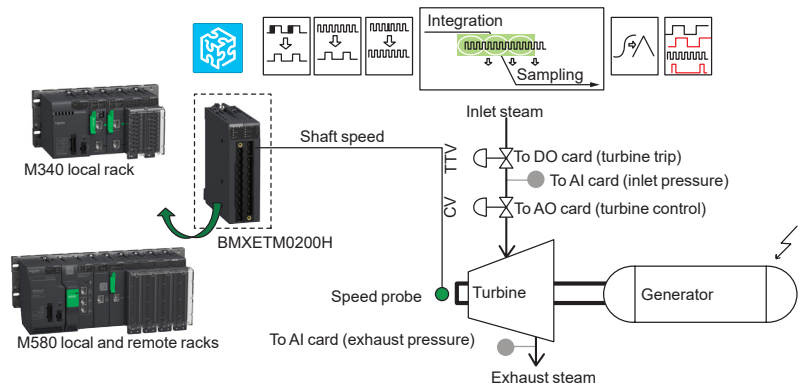 Integration
Sampling
Inlet steam
Shaft speed
TTV
To DO card (turbine trip)
M340 local rack
To AI card (inlet pressure)
CV
To AO card (turbine control)
BMXETM0200H
Speed probe
Turbine
Generator
To AI card (exhaust pressure)
M580 local and remote racks
Exhaust steam